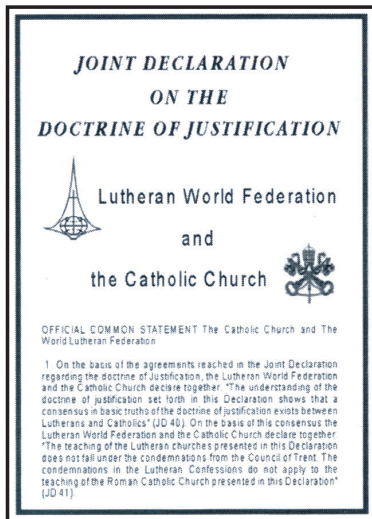 JOINT DECLARATION
ON THE
DOCTRINE OF JUSTIFICATION
Lutheran World Federation
and
the Catholic Church
OFFICIAL COMMON STATEMENT The Catholic Church and The
World Lutheran Federation
1 On the basis of the agreements reached in the Joint Declaration
regarding the doctrine of Justification, the Lutheran World Federation
and the Catholic Church declare together: "The understanding of the
doctrine of justification set forth in this Declaration shows that a
consensus in basic truths of the doctrine of justification exists between
Lutherans and Catholics" (JD 40). On the basis of this consensus the
Lutheran World Federation and the Catholic Church declare together:
"The teaching of the Lutheran churches presented in this Declaration
does not fall under the condemnations from the Council of Trent. The
condemnations in the Lutheran Confessions do not apply to the
teaching of the Roman Catholic Church presented in this Declaration"
(JD 41).